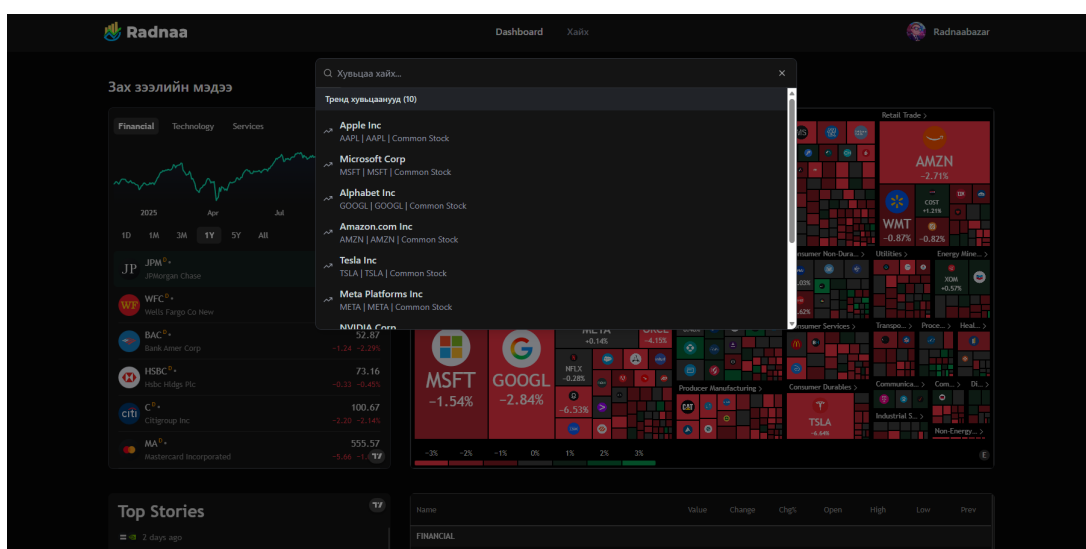 Radnaa
Dashboard
Хайх
Radnaabazar
Зах зээлийн мэдээ
Хувьцаа хайх...
Тренд хувьцаанууд (10)
Apple Inc
AAPL | AAPL | Common Stock
Microsoft Corp
MSFT | MSFT | Common Stock
Alphabet Inc
GOOGL | GOOGL | Common Stock
Amazon.com Inc
AMZN | AMZN | Common Stock
Tesla Inc
TSLA | TSLA | Common Stock
Meta Platforms Inc
META | META | Common Stock
NVIDIA Corp
Financial Technology Services
2025 Apr Jul
1D 1M 3M 1Y 5Y All
JPM D
JPMorgan Chase
WFC D
Wells Fargo Co New
BAC D 52.87
Bank Amer Corp −1.24 −2.29%
HSBC D 73.16
Hsbc Hldgs Plc −0.33 −0.45%
C D 100.67
Citigroup Inc −2.20 −2.14%
MA D 555.57
Mastercard Incorporated −5.66
Retail Trade >
AMZN
−2.71%
COST
+1.21%
WMT
−0.87%
−0.82%
Utilities >
Energy Mine... >
XOM
+0.57%
Transpo... > Proce... > Heal... >
META
+0.14%
−4.15%
MSFT
−1.54%
GOOGL
−2.84%
NFLX
−0.28%
−6.53%
Producer Manufacturing >
CAT
Consumer Durables >
TSLA
−6.64%
Communica... > Com... > Di... >
Industrial S... >
Non-Energy... >
−3% −2% −1% 0% 1% 2% 3%
E
Top Stories
2 days ago
Name Value Change Chg% Open High Low Prev
FINANCIAL